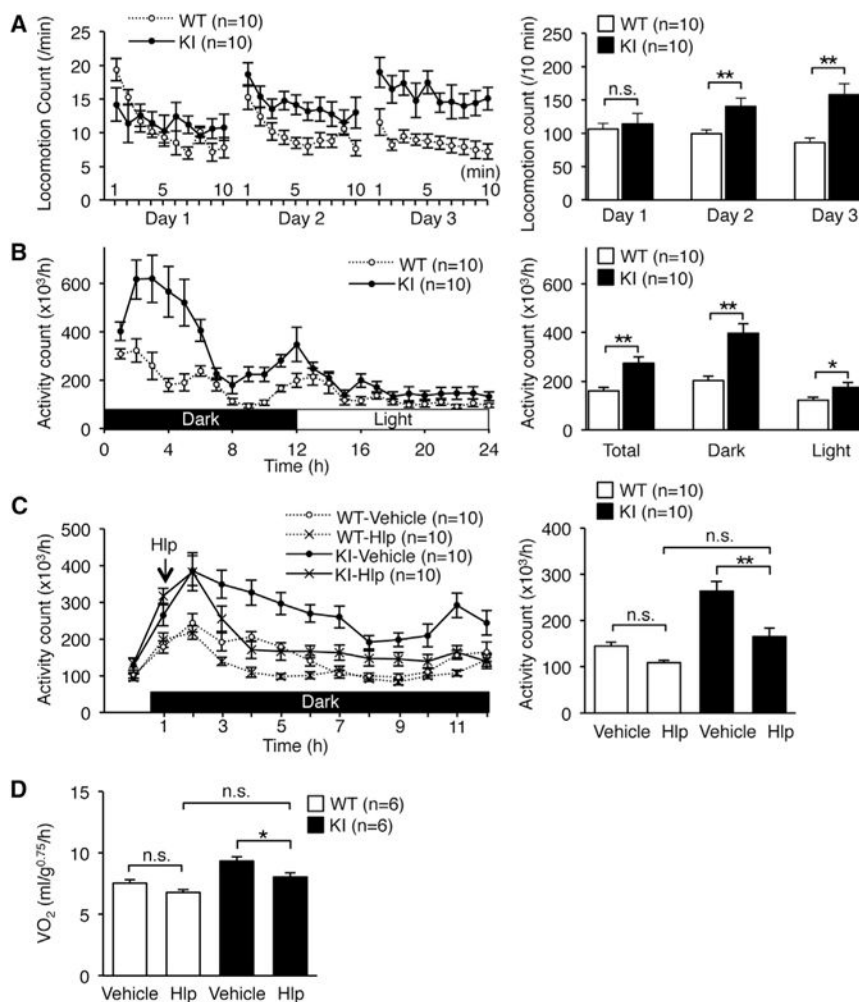 A
WT (n=10)
KI (n=10)
Locomotion Count (/min)
25
20
15
10
5
0
1 5 10 1 5 10 1 5 10
(min)
Day 1 Day 2 Day 3
WT (n=10)
KI (n=10)
Locomotion count (/10 min)
200
150
100
50
0
n.s.
**
**
Day 1 Day 2 Day 3
B
WT (n=10)
KI (n=10)
Activity count (x10³/h)
600
400
200
0
Dark Light
0 4 8 12 16 20 24
Time (h)
WT (n=10)
KI (n=10)
Activity count (x10³/h)
600
400
200
0
**
**
*
Total Dark Light
C
WT-Vehicle (n=10)
WT-Hlp (n=10)
KI-Vehicle (n=10)
KI-Hlp (n=10)
Hlp
Activity count (x10³/h)
500
400
300
200
100
0
Dark
1 3 5 7 9 11
Time (h)
WT (n=10)
KI (n=10)
Activity count (x10³/h)
400
300
200
100
0
n.s.
n.s.
**
Vehicle Hlp Vehicle Hlp
D
WT (n=6)
KI (n=6)
VO₂ (ml/g⁰·⁷⁵/h)
15
10
5
0
n.s.
n.s.
*
Vehicle Hlp Vehicle Hlp